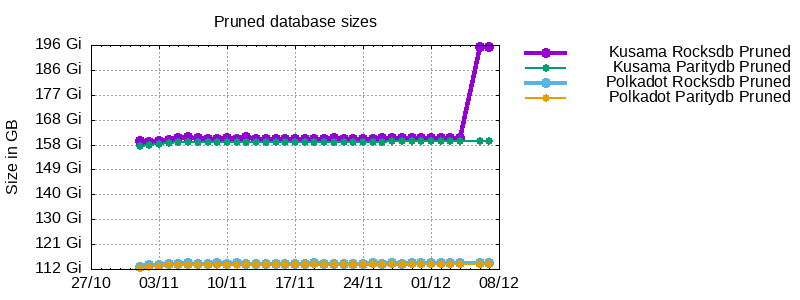 Pruned database sizes
Size in GB
196 Gi
186 Gi
177 Gi
168 Gi
158 Gi
149 Gi
140 Gi
130 Gi
121 Gi
112 Gi
27/10 03/11 10/11 17/11 24/11 01/12 08/12
Kusama Rocksdb Pruned
Kusama Paritydb Pruned
Polkadot Rocksdb Pruned
Polkadot Paritydb Pruned